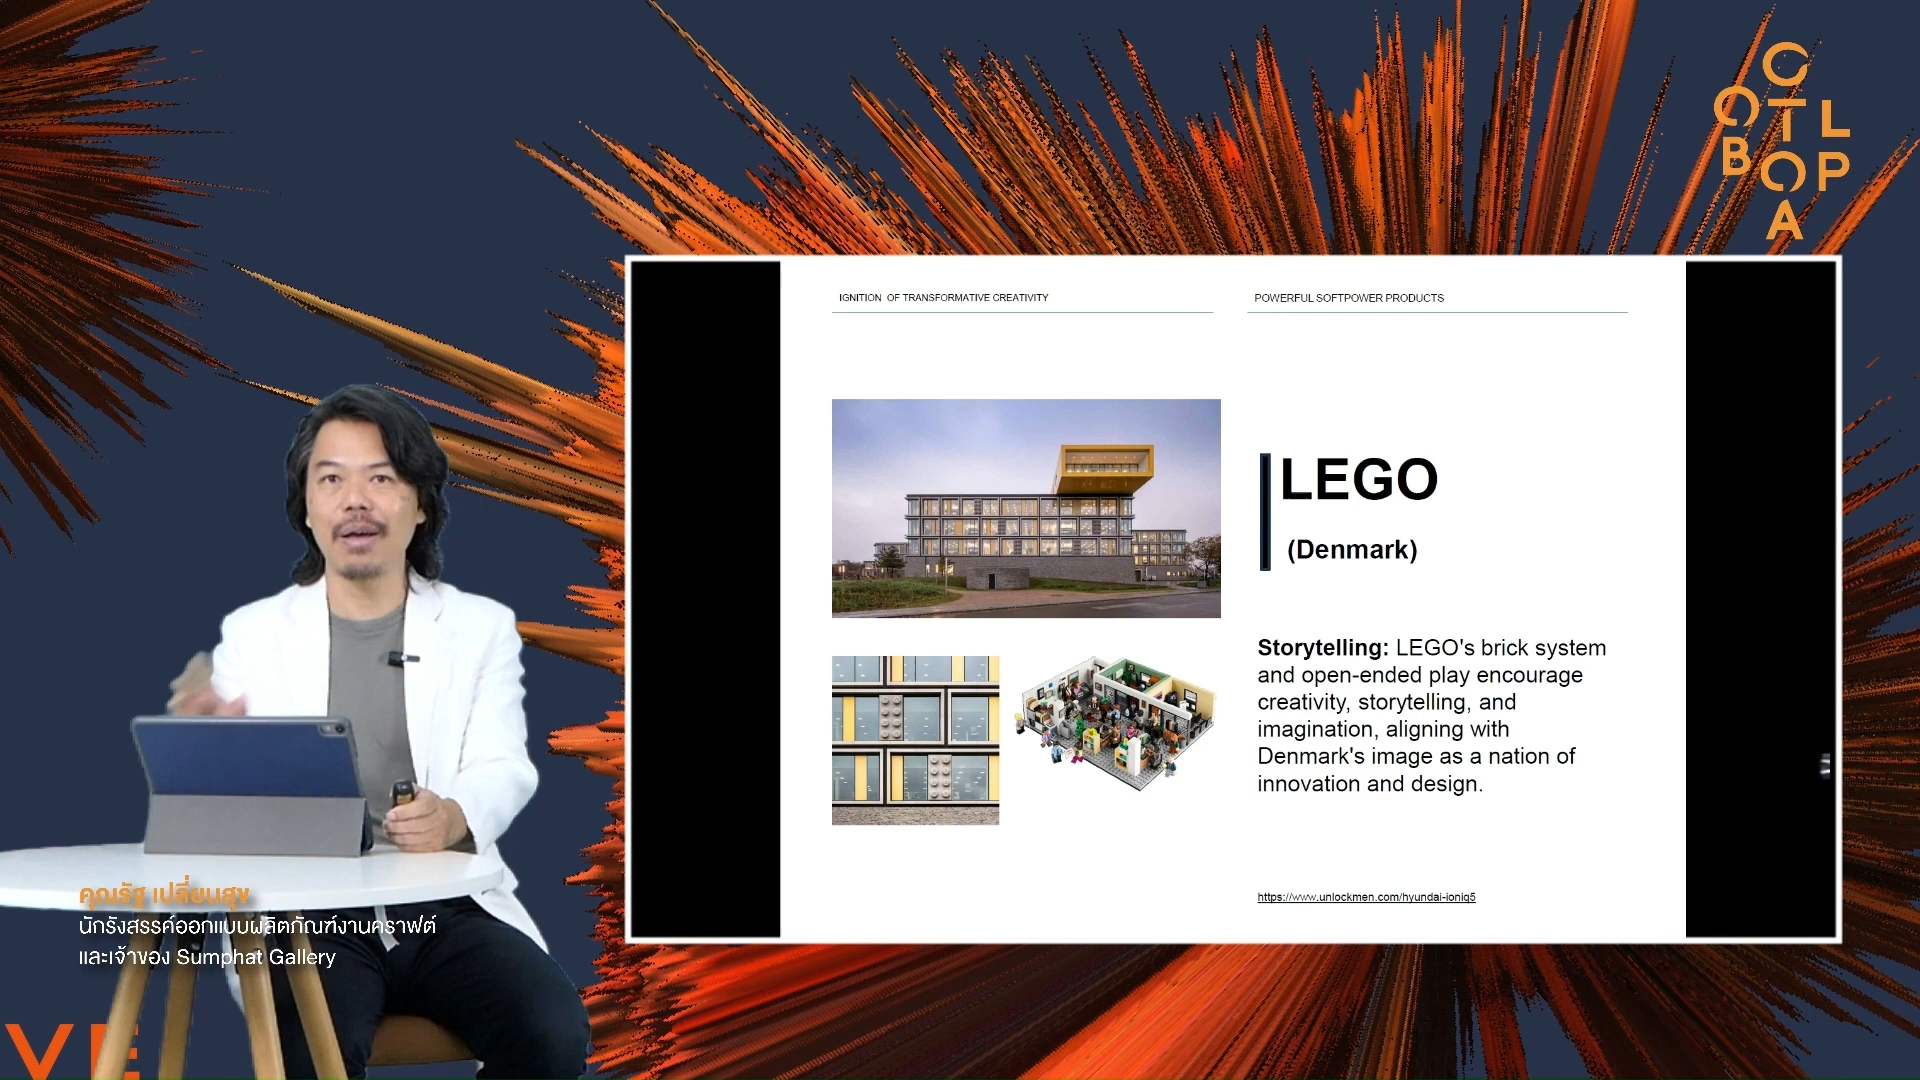 C
O T L
B O P
A
IGNITION OF TRANSFORMATIVE CREATIVITY
POWERFUL SOFTPOWER PRODUCTS
LEGO
(Denmark)
Storytelling: LEGO's brick system
and open-ended play encourage
creativity, storytelling, and
imagination, aligning with
Denmark's image as a nation of
innovation and design.
https://www.unlockmen.com/hyundai-ioniq5
คุณรัฐ เปลี่ยนสุข
นักรังสรรค์ออกแบบผลิตภัณฑ์งานคราฟต์
และเจ้าของ Sumphat Gallery
VE